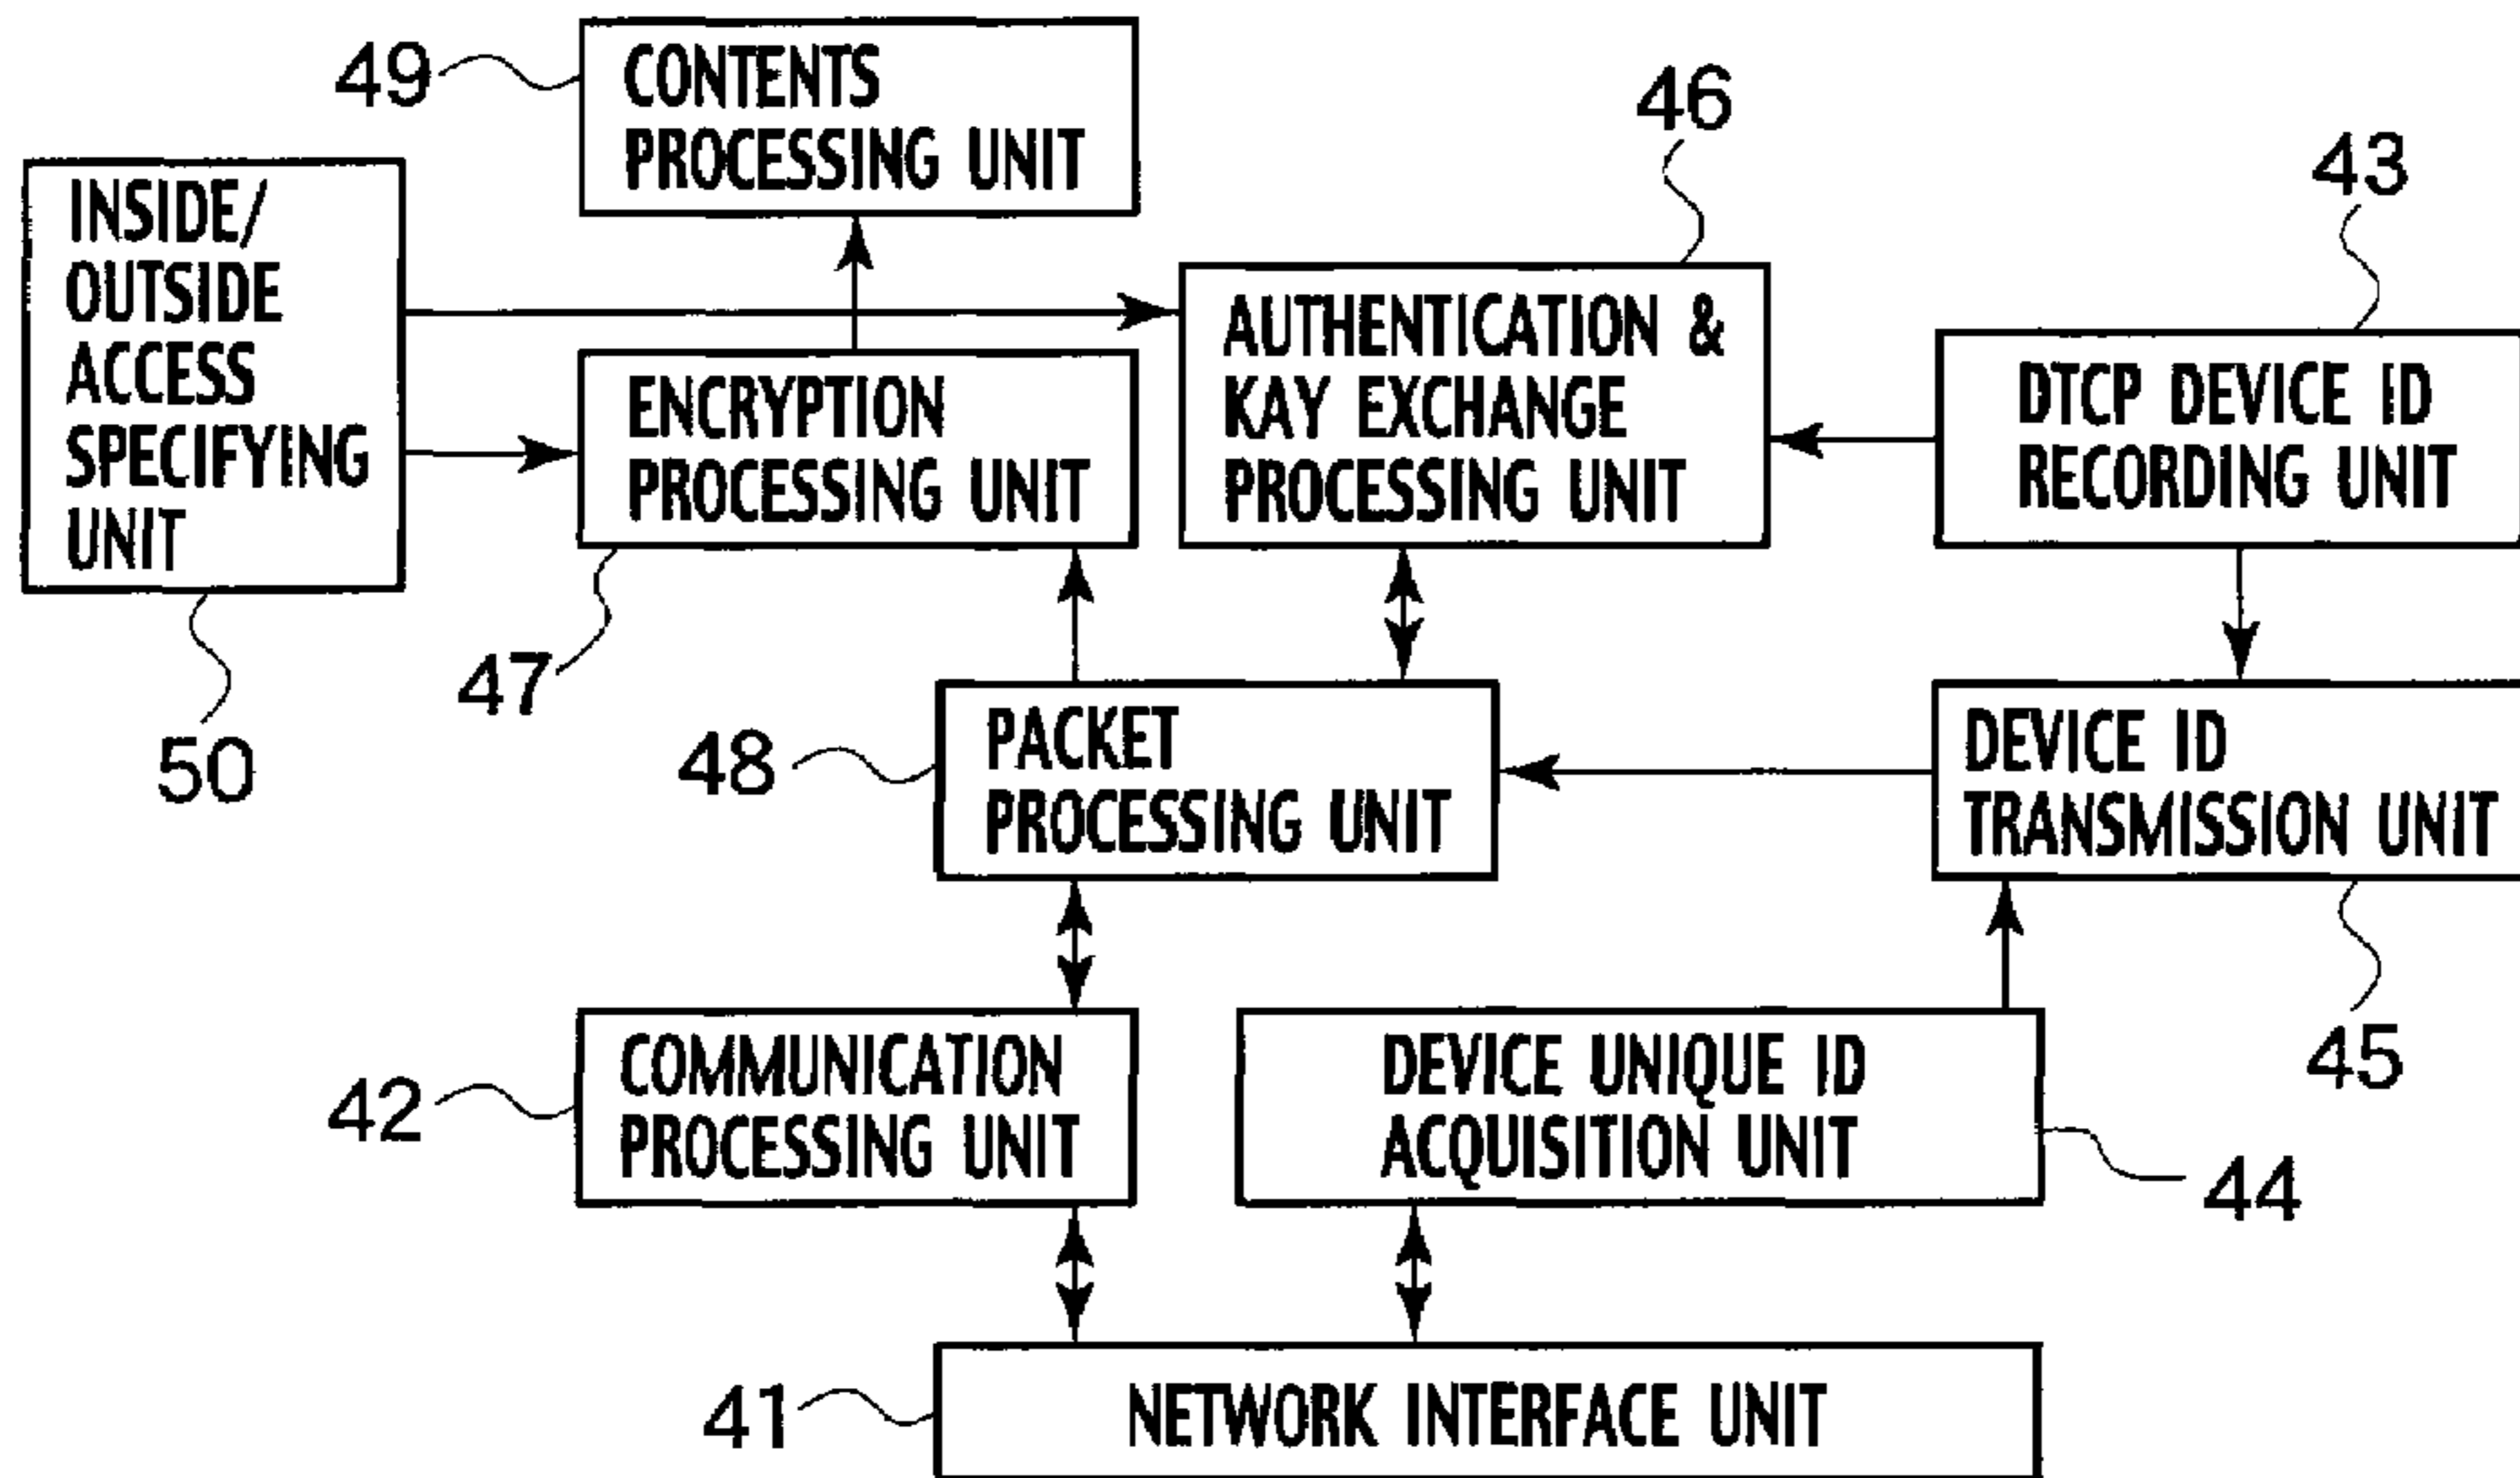 49
CONTENTS
PROCESSING UNIT
46
43
INSIDE/
OUTSIDE
ACCESS
SPECIFYING
UNIT
50
ENCRYPTION
PROCESSING UNIT
47
AUTHENTICATION &
KAY EXCHANGE
PROCESSING UNIT
DTCP DEVICE ID
RECORDING UNIT
48
PACKET
PROCESSING UNIT
DEVICE ID
TRANSMISSION UNIT
45
42
COMMUNICATION
PROCESSING UNIT
DEVICE UNIQUE ID
ACQUISITION UNIT
44
41
NETWORK INTERFACE UNIT